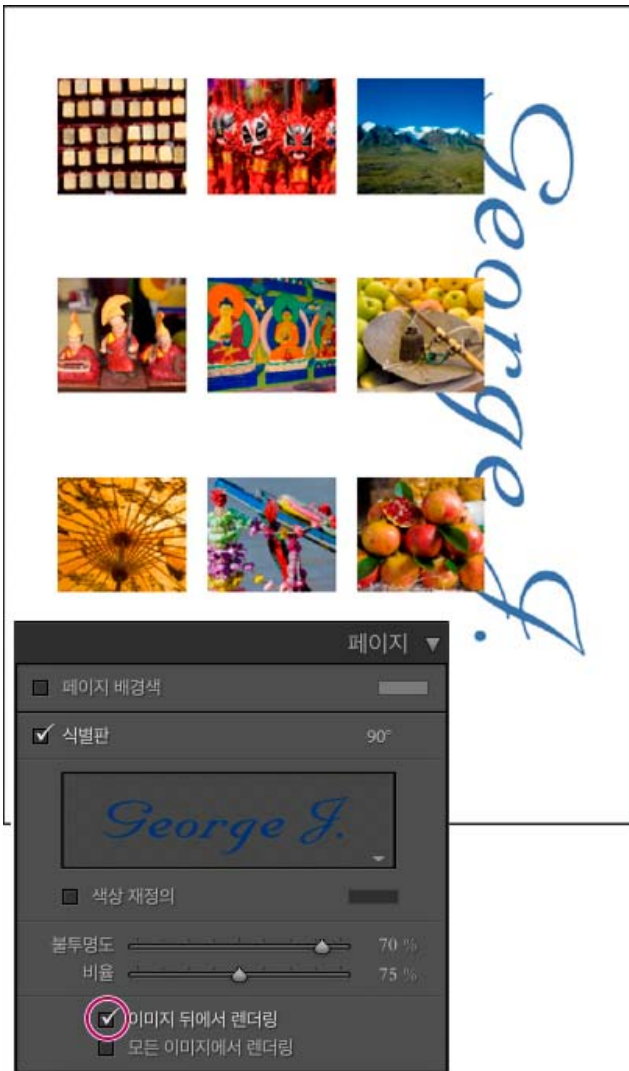 George J.
페이지
페이지 배경색
식별판 90°
George J.
색상 재정의
불투명도 70 %
비율 75 %
이미지 뒤에서 렌더링
모든 이미지에서 렌더링